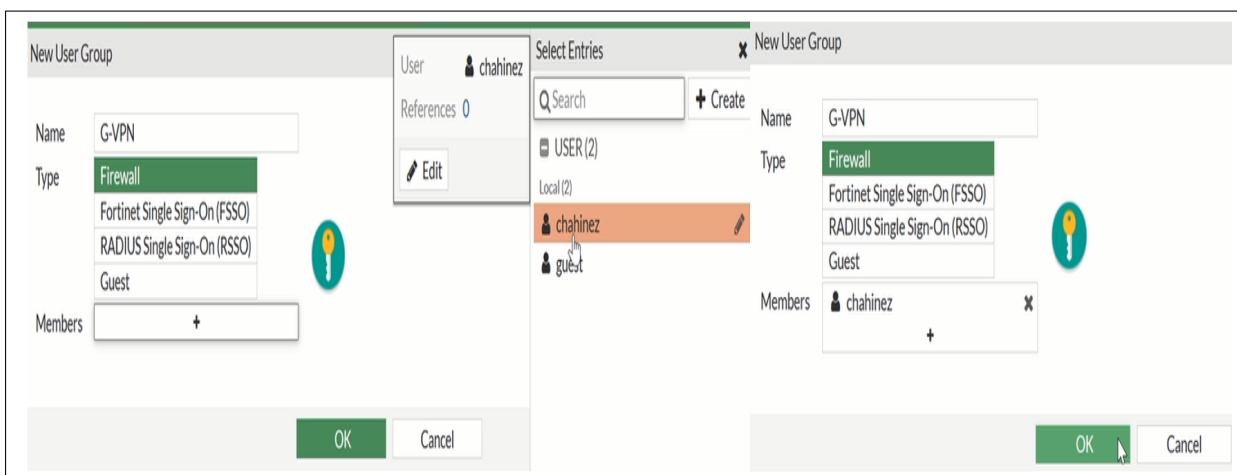 New User Group
Name G-VPN
Type Firewall
Fortinet Single Sign-On (FSSO)
RADIUS Single Sign-On (RSSO)
Guest
Members +
OK Cancel
User chahinez
References 0
Edit
Select Entries
Search + Create
USER (2)
Local (2)
chahinez
guest
New User Group
Name G-VPN
Type Firewall
Fortinet Single Sign-On (FSSO)
RADIUS Single Sign-On (RSSO)
Guest
Members chahinez
+
OK Cancel